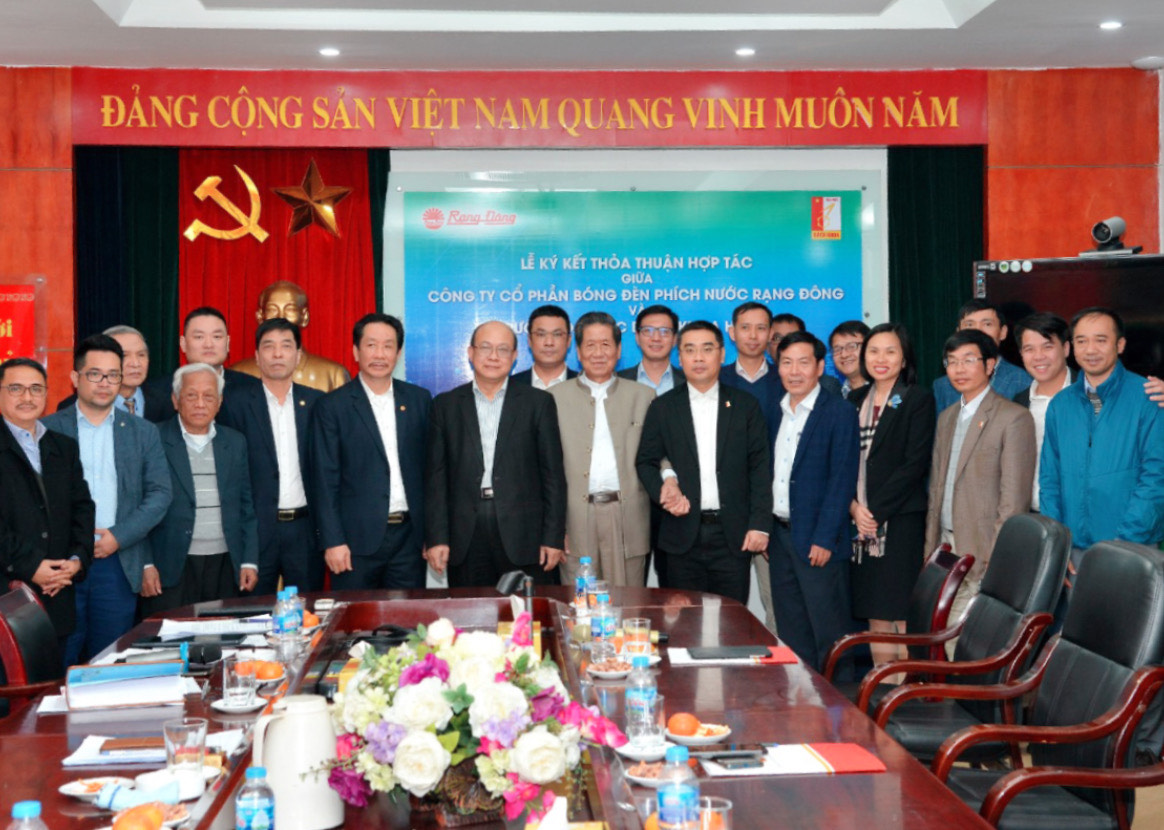 ĐẢNG CỘNG SẢN VIỆT NAM QUANG VINH MUÔN NĂM
Rạng Đông
LỄ KÝ KẾT THỎA THUẬN HỢP TÁC
GIỮA
CÔNG TY CỔ PHẦN BÓNG ĐÈN PHÍCH NƯỚC RẠNG ĐÔNG